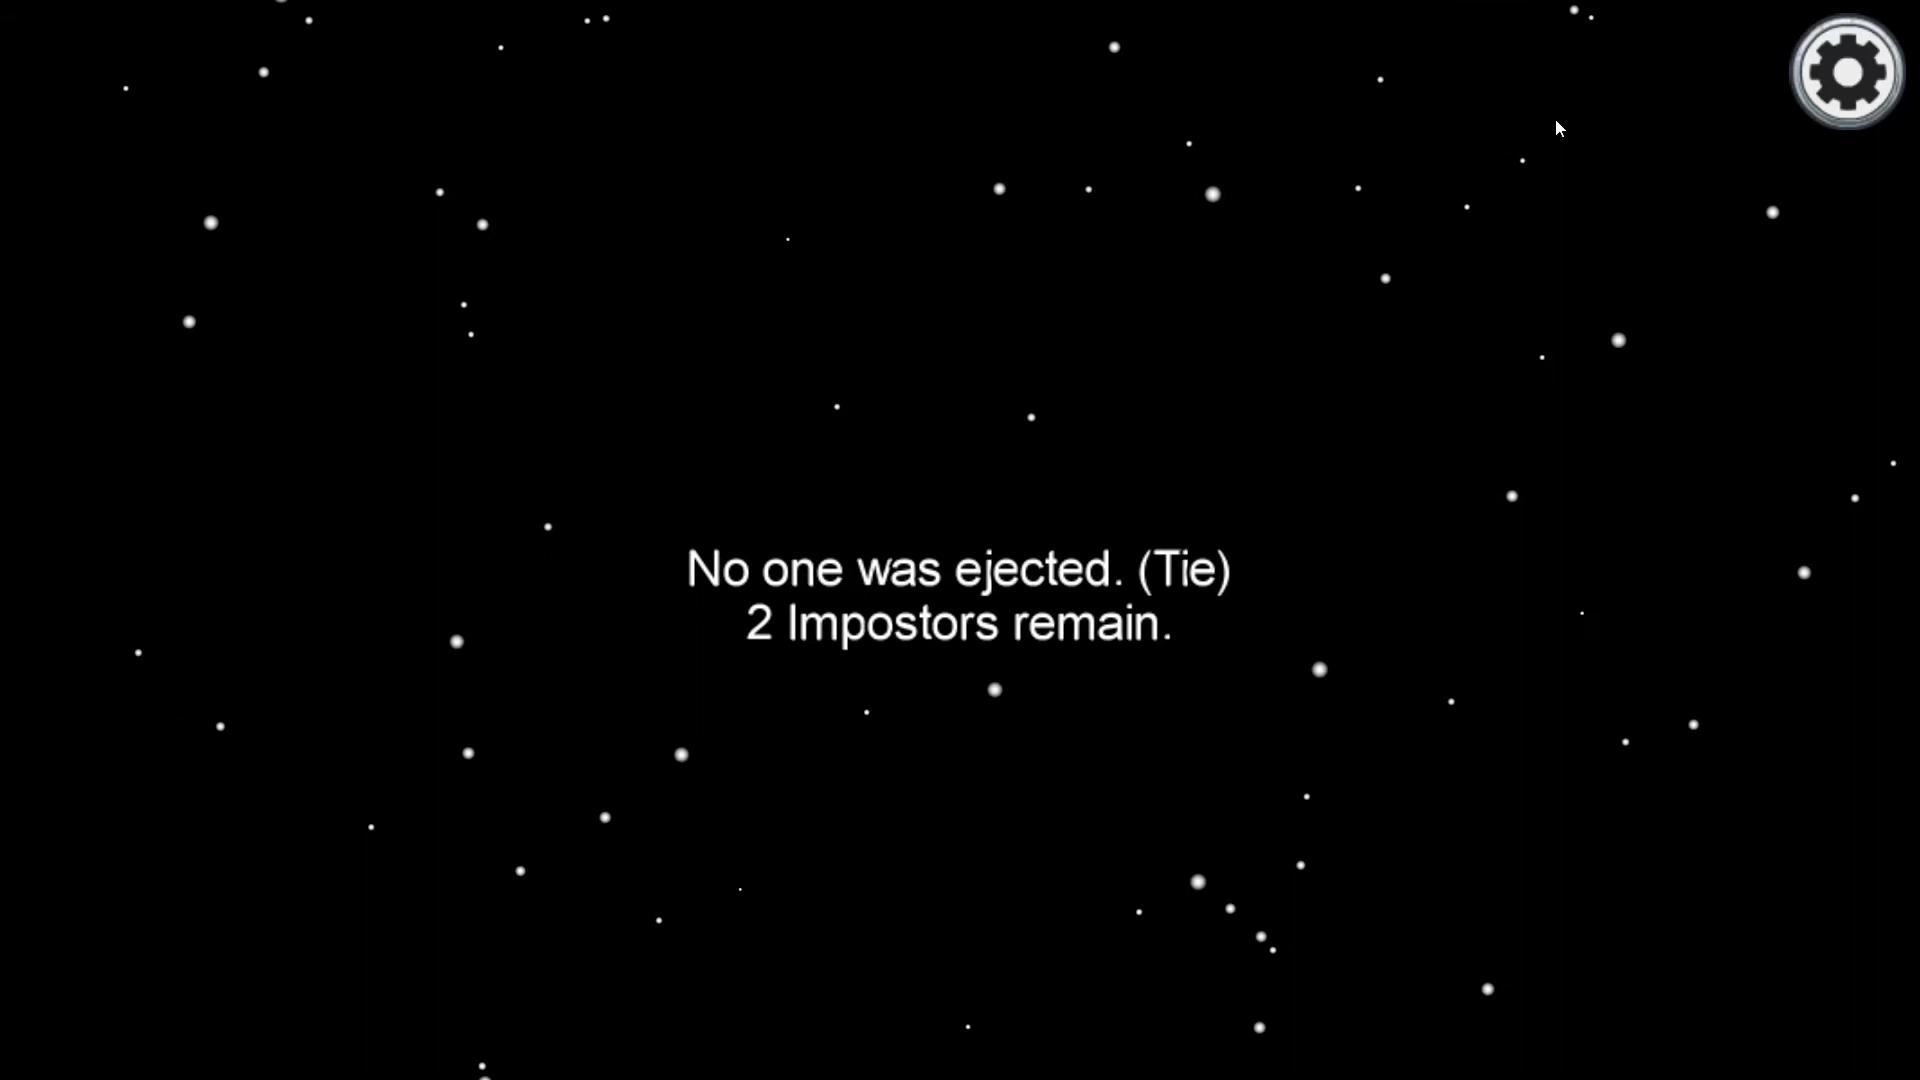 No one was ejected. (Tie)
2 Impostors remain.